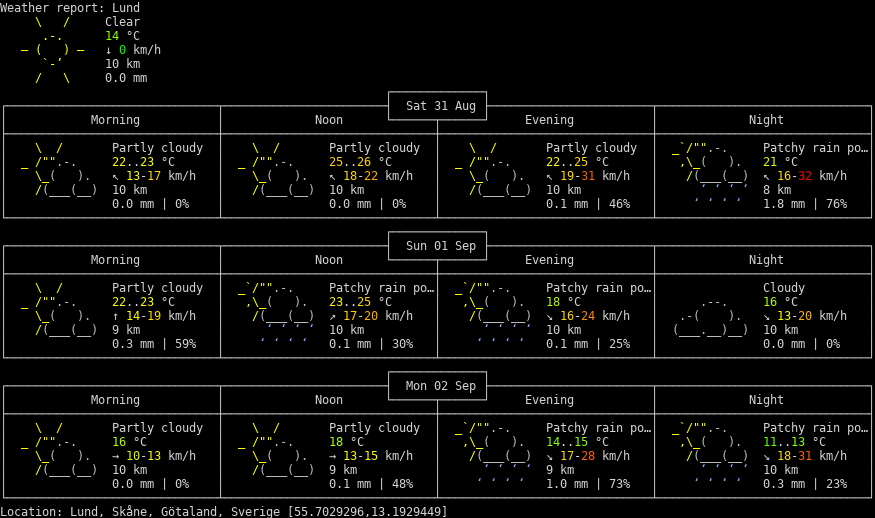 Weather report: Lund
Clear
14 °C
↓ 0 km/h
10 km
0.0 mm
Sat 31 Aug
Morning Noon Evening Night
Partly cloudy Partly cloudy Partly cloudy Patchy rain po…
22..23 °C 25..26 °C 22..25 °C 21 °C
↖ 13-17 km/h ↖ 18-22 km/h ↖ 19-31 km/h ↖ 16-32 km/h
10 km 10 km 10 km 8 km
0.0 mm | 0% 0.0 mm | 0% 0.1 mm | 46% 1.8 mm | 76%
Sun 01 Sep
Morning Noon Evening Night
Partly cloudy Patchy rain po… Patchy rain po… Cloudy
22..23 °C 23..25 °C 18 °C 16 °C
↑ 14-19 km/h ↗ 17-20 km/h ↘ 16-24 km/h ↘ 13-20 km/h
9 km 10 km 10 km 10 km
0.3 mm | 59% 0.1 mm | 30% 0.1 mm | 25% 0.0 mm | 0%
Mon 02 Sep
Morning Noon Evening Night
Partly cloudy Partly cloudy Patchy rain po… Patchy rain po…
16 °C 18 °C 14..15 °C 11..13 °C
→ 10-13 km/h → 13-15 km/h ↘ 17-28 km/h ↘ 18-31 km/h
10 km 9 km 9 km 10 km
0.0 mm | 0% 0.1 mm | 48% 1.0 mm | 73% 0.3 mm | 23%
Location: Lund, Skåne, Götaland, Sverige [55.7029296,13.1929449]